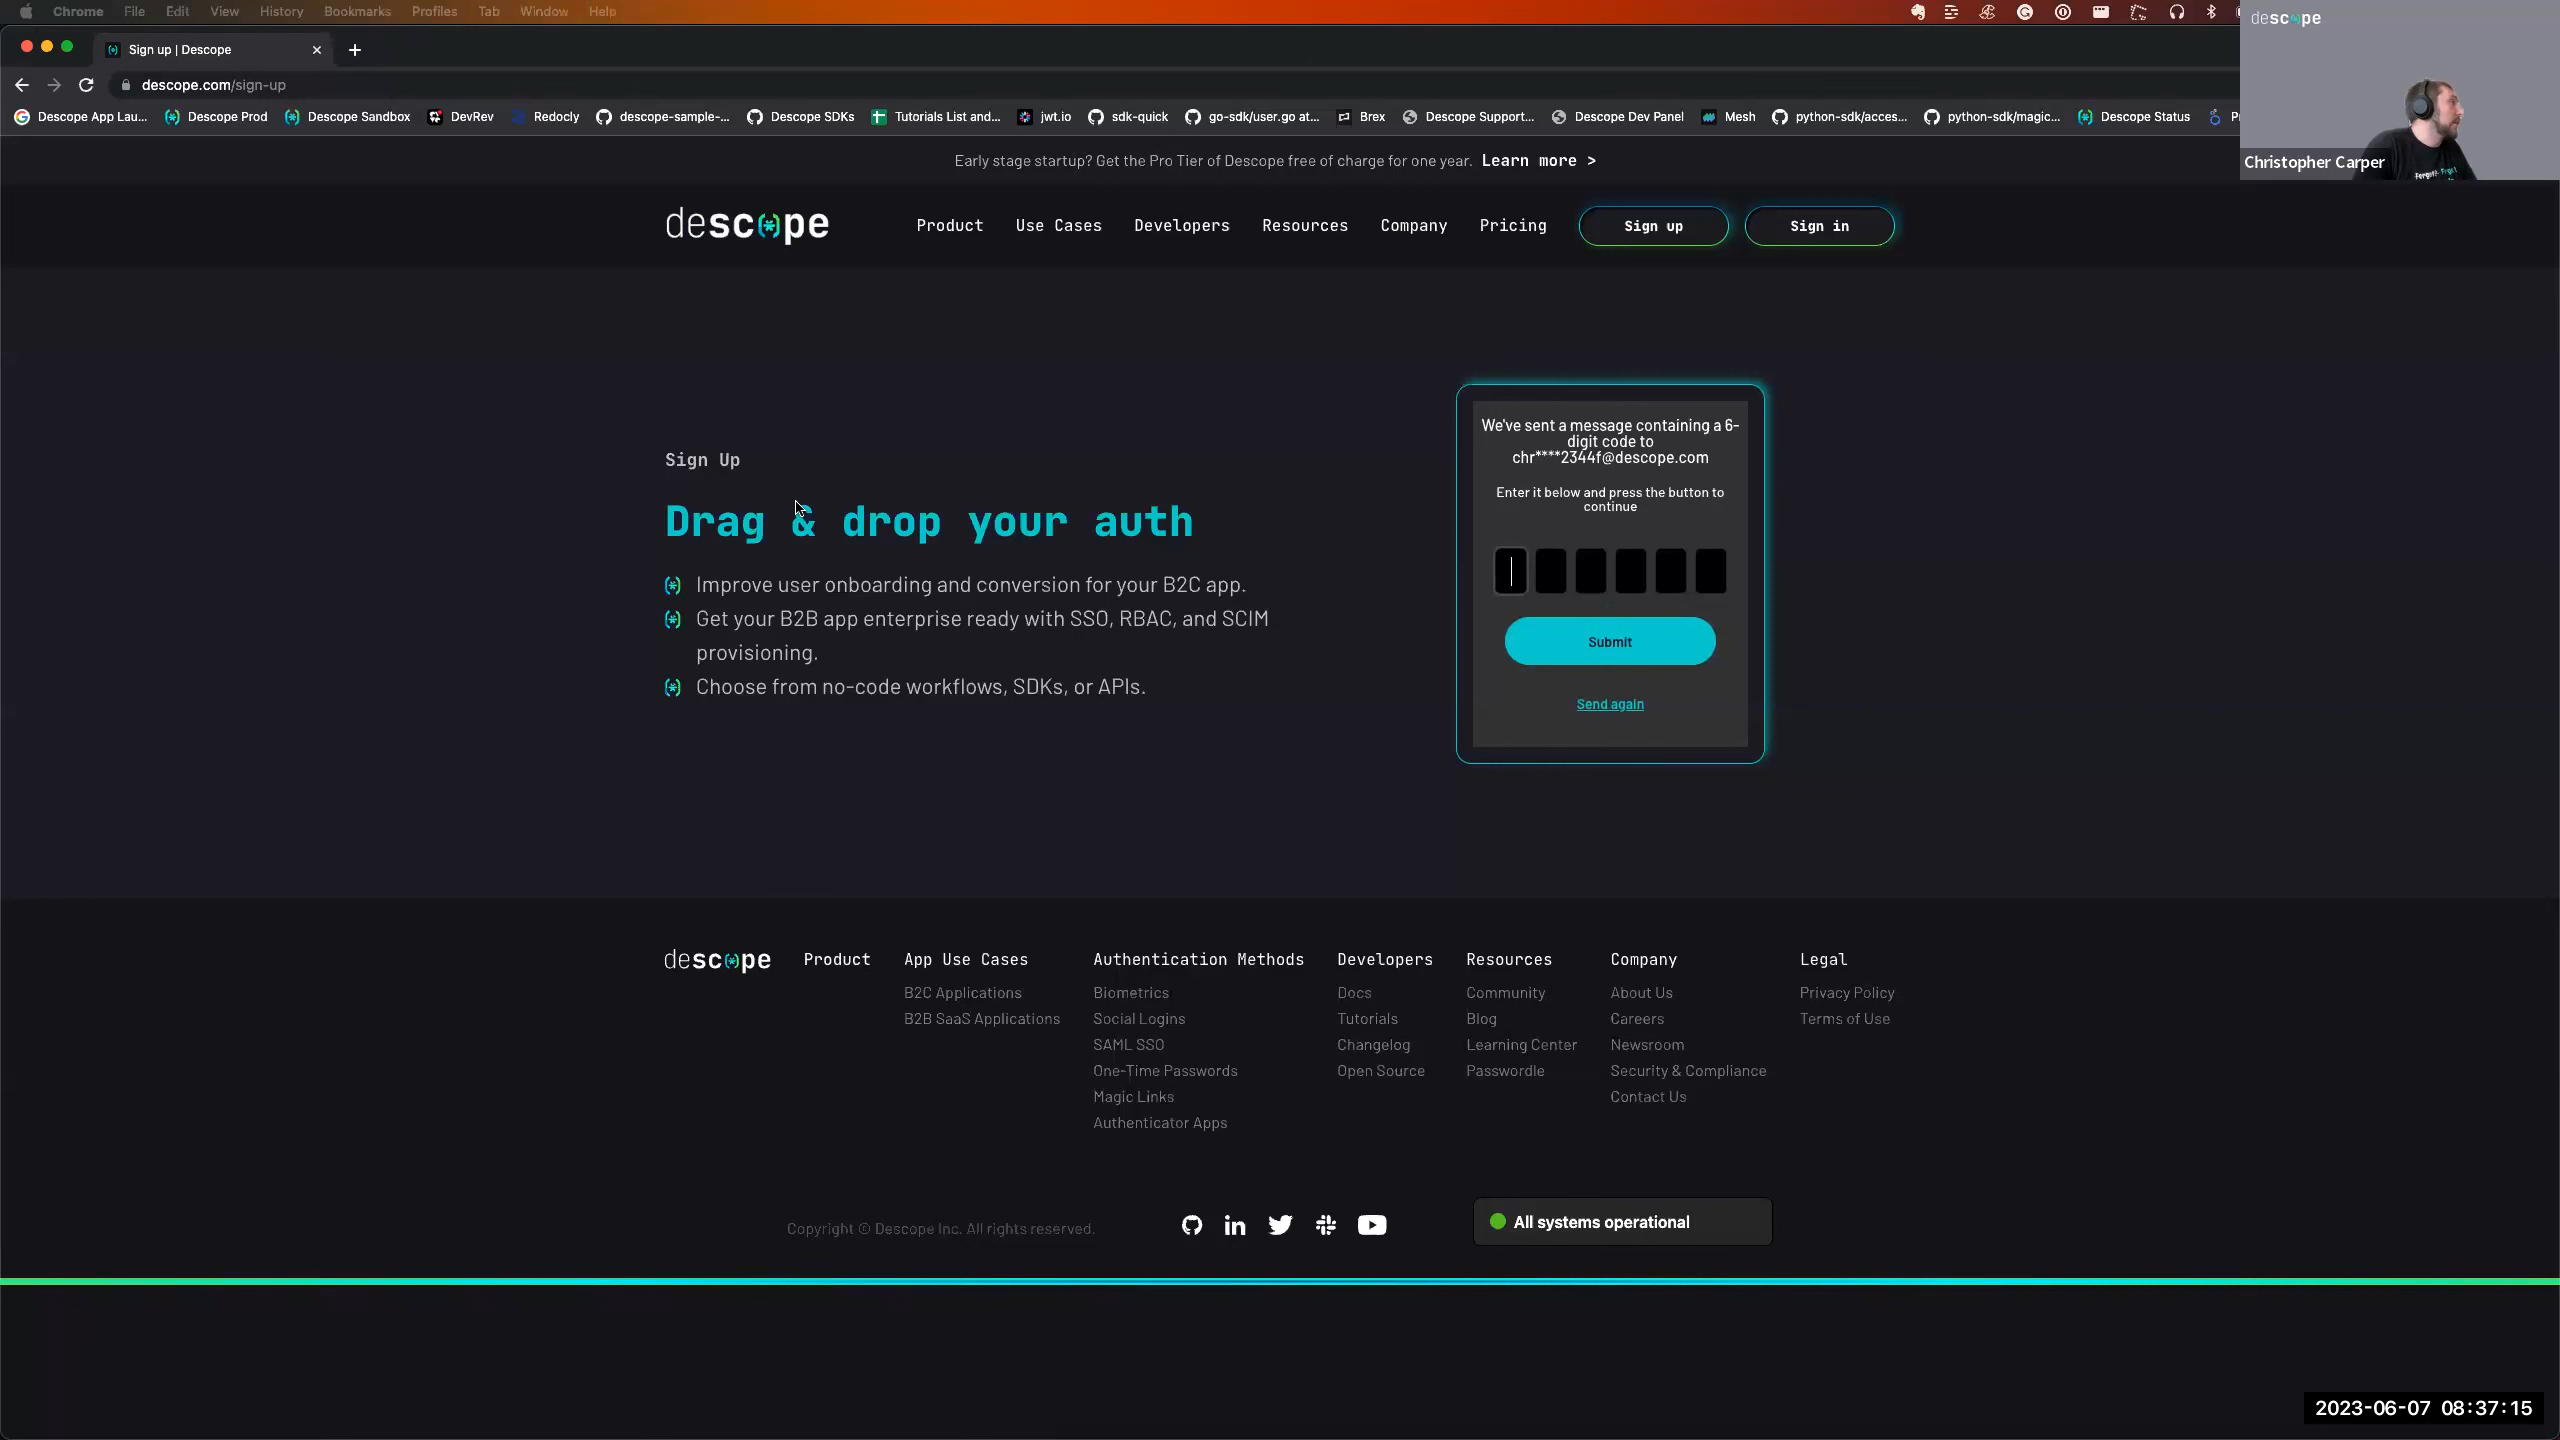 Chrome File Edit View History Bookmarks Profiles Tab Window Help
descope
Sign up | Descope
descope.com/sign-up
Descope App Lau... Descope Prod Descope Sandbox DevRev Redocly descope-sample-... Descope SDKs Tutorials List and... jwt.io sdk-quick go-sdk/user.go at... Brex Descope Support... Descope Dev Panel Mesh python-sdk/acces... python-sdk/magic... Descope Status
Christopher Carper
Early stage startup? Get the Pro Tier of Descope free of charge for one year. Learn more >
descope Product Use Cases Developers Resources Company Pricing Sign up Sign in
Sign Up
Drag & drop your auth
Improve user onboarding and conversion for your B2C app.
Get your B2B app enterprise ready with SSO, RBAC, and SCIM
provisioning.
Choose from no-code workflows, SDKs, or APIs.
We've sent a message containing a 6-
digit code to
chr****2344f@descope.com
Enter it below and press the button to
continue
Submit
Send again
descope Product App Use Cases Authentication Methods Developers Resources Company Legal
B2C Applications Biometrics Docs Community About Us Privacy Policy
B2B SaaS Applications Social Logins Tutorials Blog Careers Terms of Use
SAML SSO Changelog Learning Center Newsroom
One-Time Passwords Open Source Passwordle Security & Compliance
Magic Links Contact Us
Authenticator Apps
Copyright © Descope Inc. All rights reserved.
All systems operational
2023-06-07 08:37:15